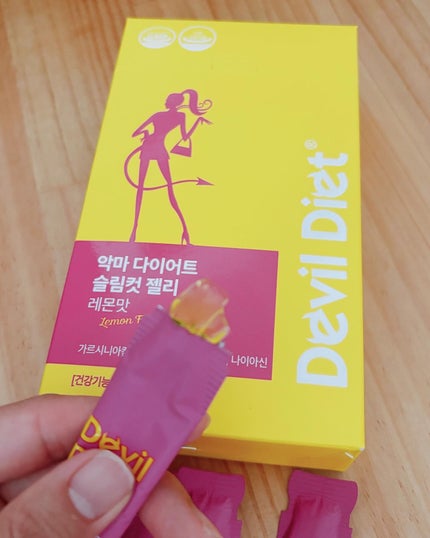 Devil Diet®
악마 다이어트
슬림컷 젤리
레몬맛
Lemon F
가르시니아캄 나이아신
[건강기능
Devil